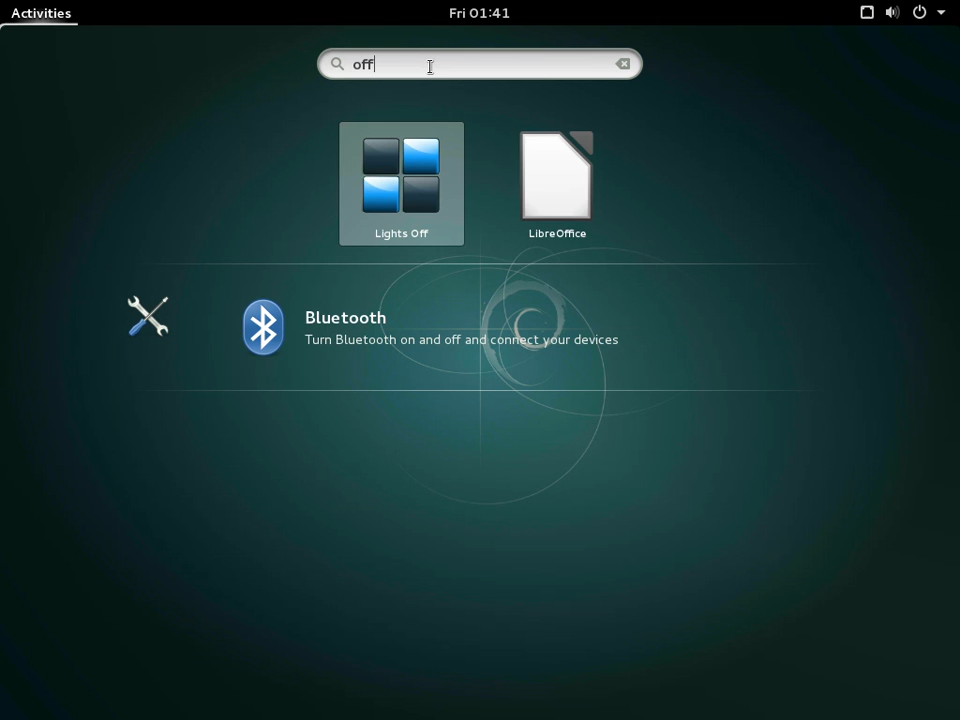 Activities
Fri 01:41
off
Lights Off
LibreOffice
Bluetooth
Turn Bluetooth on and off and connect your devices